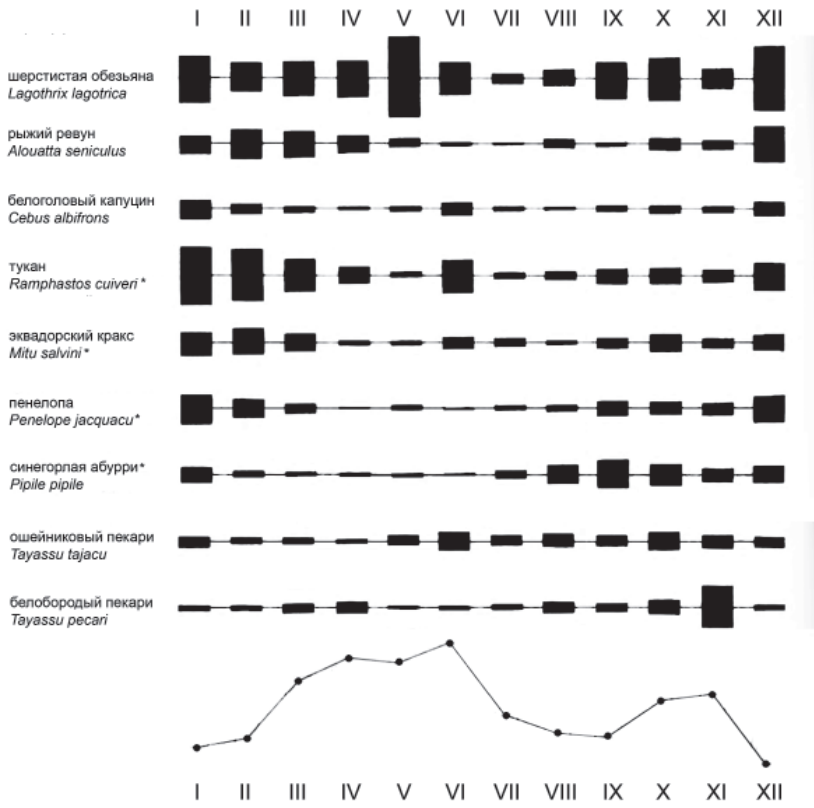 I II III IV V VI VII VIII IX X XI XII
шерстистая обезьяна
Lagothrix lagotrica
рыжий ревун
Alouatta seniculus
белоголовый капуцин
Cebus albifrons
тукан
Ramphastos cuiveri *
эквадорский кракс
Mitu salvini *
пенелопа
Penelope jacquacu *
синегорлая абурри *
Pipile pipile
ошейниковый пекари
Tayassu tajacu
белобородый пекари
Tayassu pecari
I II III IV V VI VII VIII IX X XI XII